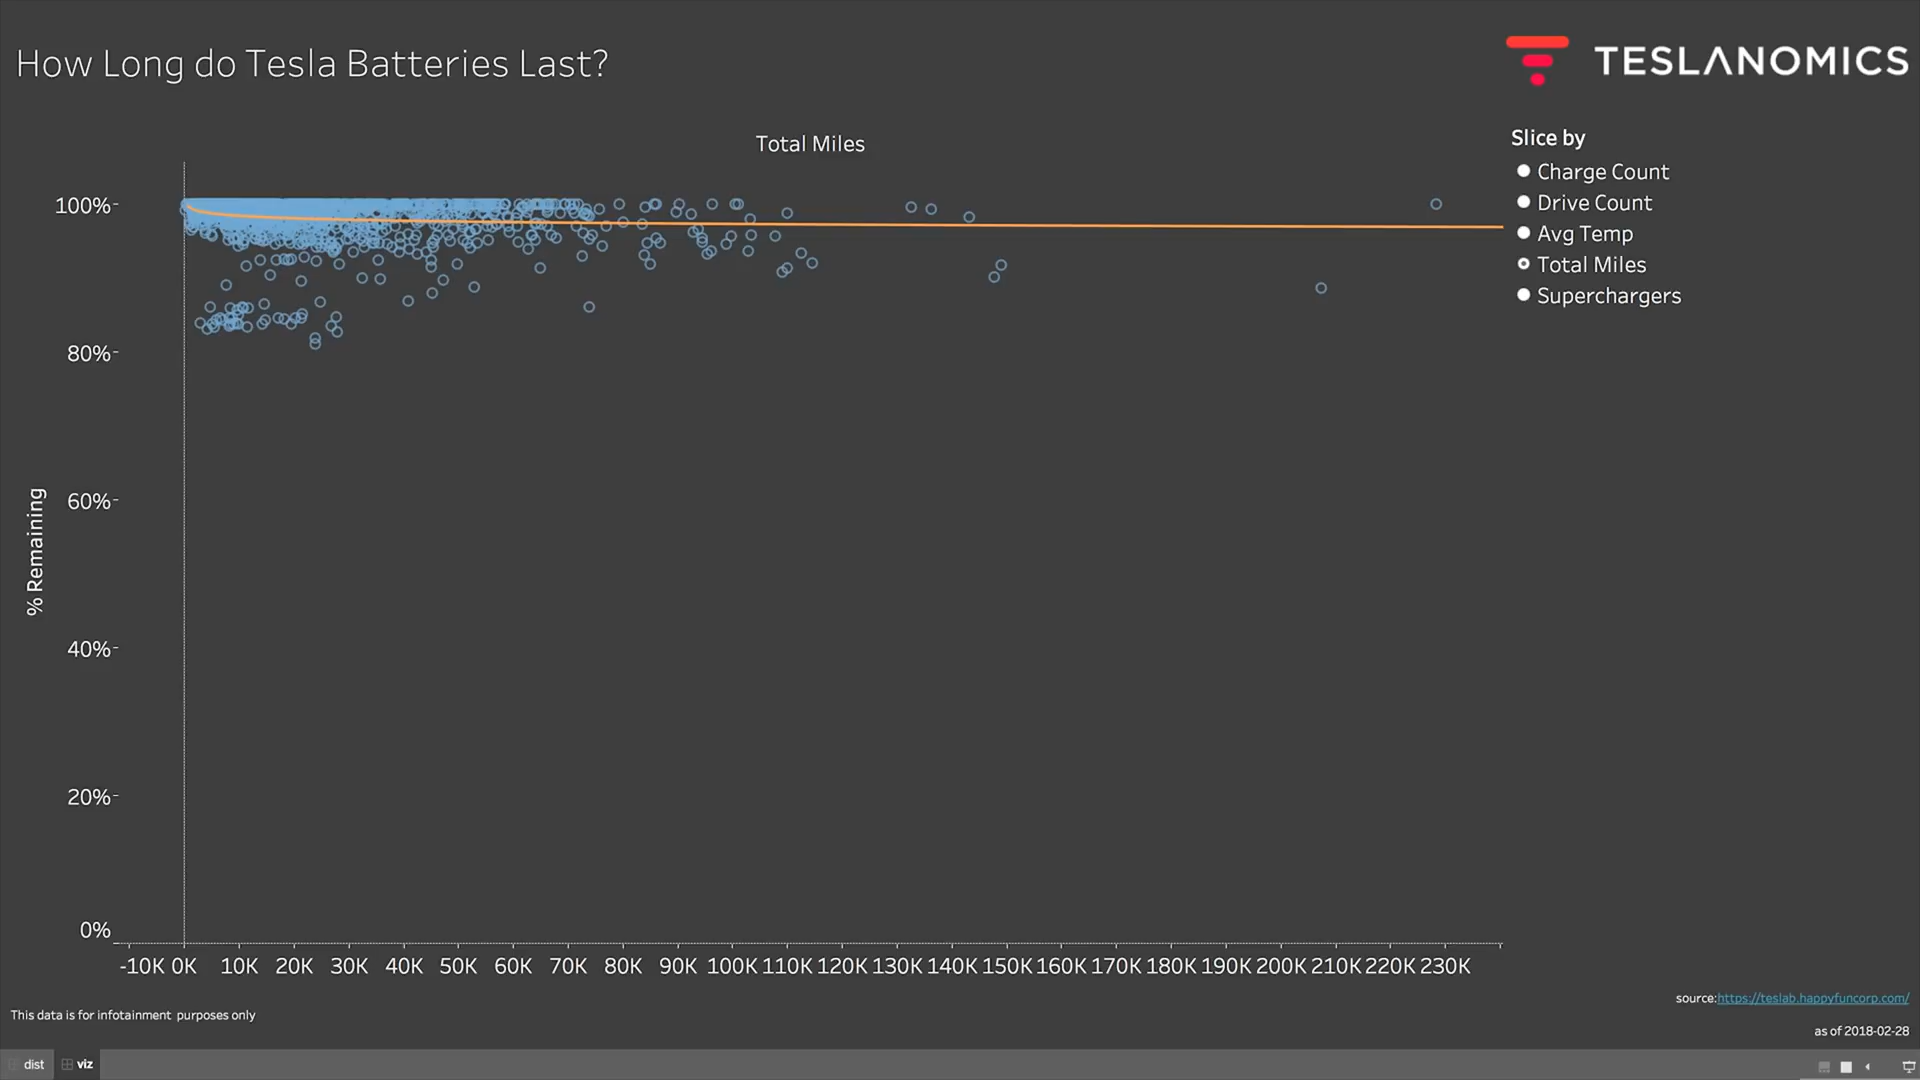 How Long do Tesla Batteries Last?
TESLANOMICS
Total Miles
Slice by
Charge Count
Drive Count
Avg Temp
Total Miles
Superchargers
% Remaining
100%
80%
60%
40%
20%
0%
-10K 0K 10K 20K 30K 40K 50K 60K 70K 80K 90K 100K 110K 120K 130K 140K 150K 160K 170K 180K 190K 200K 210K 220K 230K
source:https://teslab.happyfuncorp.com/
This data is for infotainment purposes only
as of 2018-02-28
dist viz